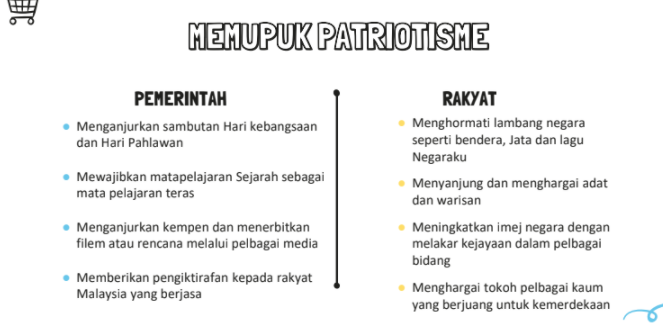 MEMUPUK PATRIOTISME
PEMERINTAH
Menganjurkan sambutan Hari kebangsaan
dan Hari Pahlawan
Mewajibkan matapelajaran Sejarah sebagai
mata pelajaran teras
Menganjurkan kempen dan menerbitkan
filem atau rencana melalui pelbagai media
Memberikan pengiktirafan kepada rakyat
Malaysia yang berjasa
RAKYAT
Menghormati lambang negara
seperti bendera, Jata dan lagu
Negaraku
Menyanjung dan menghargai adat
dan warisan
Meningkatkan imej negara dengan
melakar kejayaan dalam pelbagai
bidang
Menghargai tokoh pelbagai kaum
yang berjuang untuk kemerdekaan